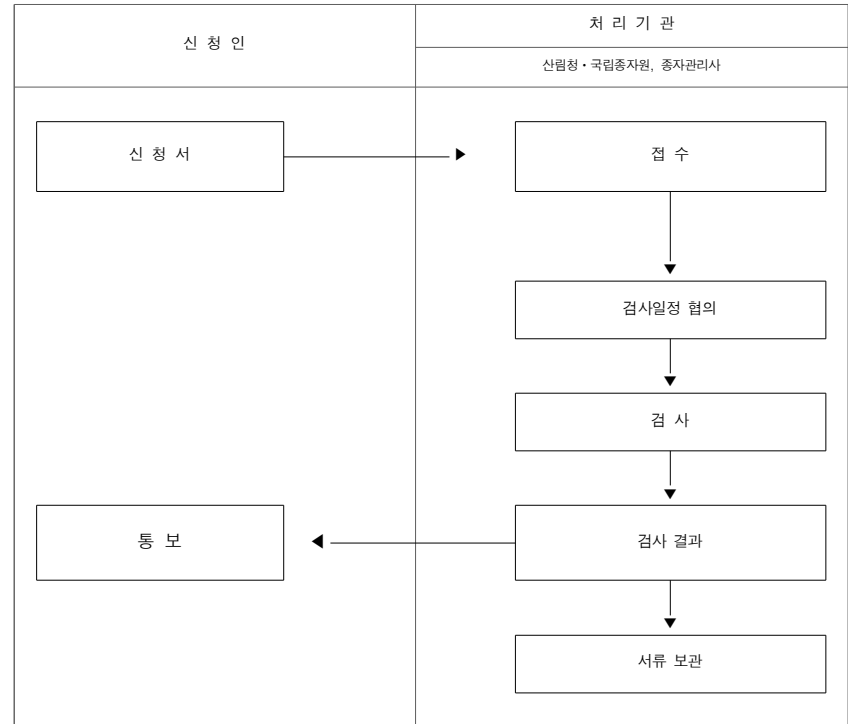 신 청 인
처 리 기 관
산림청·국립종자원, 종자관리사
신 청 서
접 수
검사일정 협의
검 사
통 보
검사 결과
서류 보관